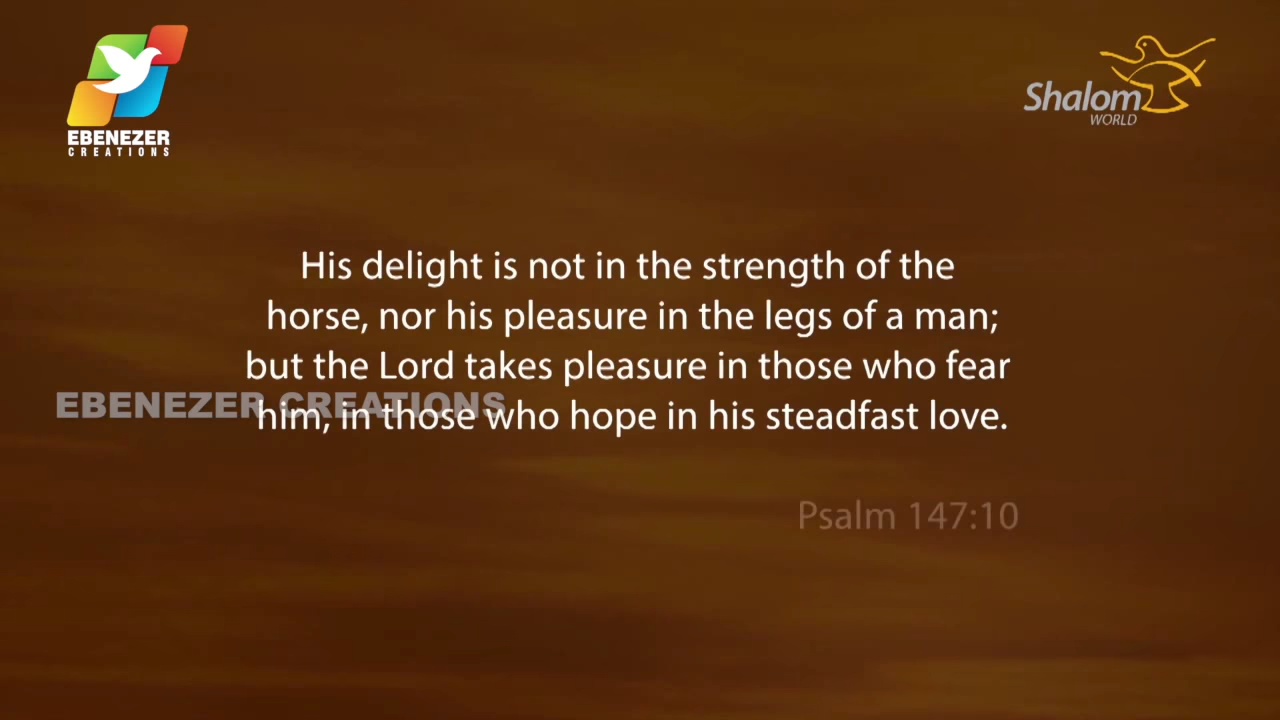 EBENEZER
CREATIONS
Shalom
WORLD
His delight is not in the strength of the
horse, nor his pleasure in the legs of a man;
but the Lord takes pleasure in those who fear
him, in those who hope in his steadfast love.
EBENEZER CREATIONS
Psalm 147:10